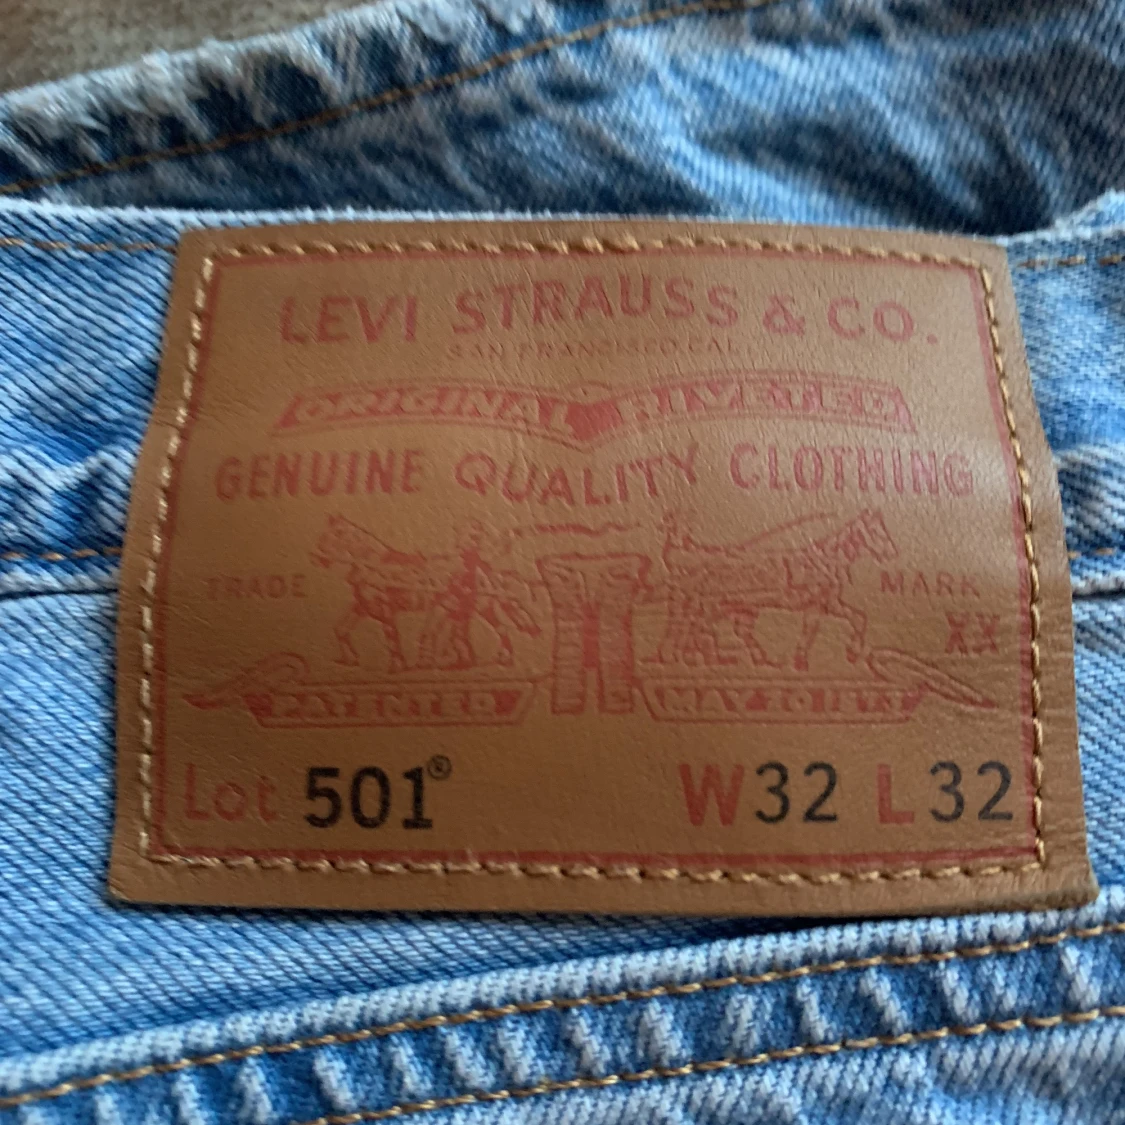 LEVI STRAUSS & CO.
SAN FRANCISCO CAL
ORIGINAL RIVETED
GENUINE QUALITY CLOTHING
TRADE MARK
XX
PATENTED MAY 20 1873
Lot 501® W32 L32